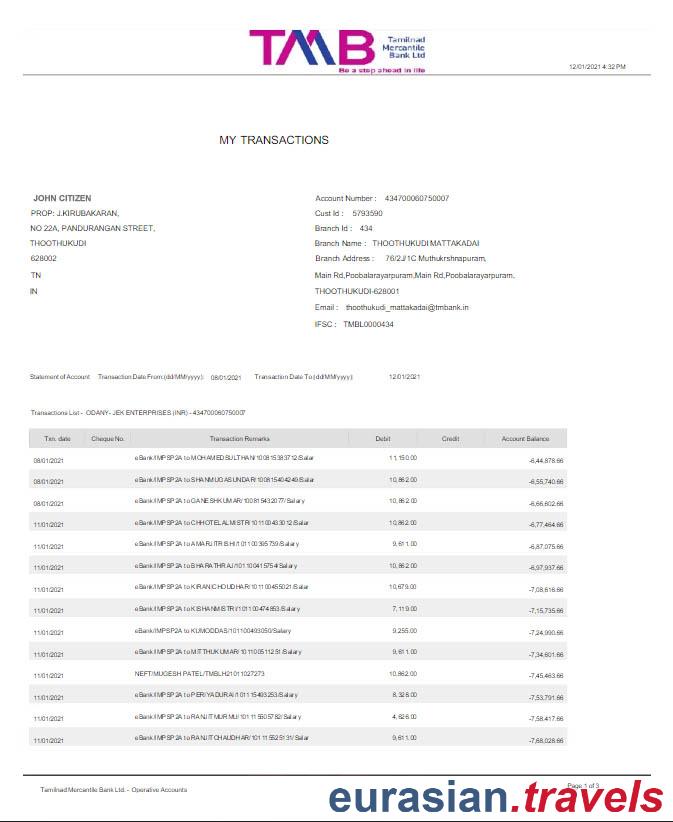 TMB Tamilnad
Mercantile
Bank Ltd
Be a step ahead in life
12/01/2021 4:32 PM
MY TRANSACTIONS
JOHN CITIZEN
PROP: J.KIRUBAKARAN,
NO 22A, PANDURANGAN STREET,
THOOTHUKUDI
628002
TN
IN
Account Number : 434700060750007
Cust Id : 5793590
Branch Id : 434
Branch Name : THOOTHUKUDI MATTAKADAI
Branch Address : 76/2J/1C Muthukrshnapuram,
Main Rd,Poobalarayarpuram,Main Rd,Poobalarayarpuram,
THOOTHUKUDI-628001
Email : thoothukudi_mattakadai@tmbank.in
IFSC : TMBL0000434
Statement of Account Transaction Date From:(dd/MM/yyyy): 08/01/2021 Transaction Date To:(dd/MM/yyyy): 12/01/2021
Transactions List - ODANY- JEK ENTERPRISES (INR) - 434700060750007
Txn. date Cheque No. Transaction Remarks Debit Credit Account Balance
08/01/2021 eBank/IMPSP2A to MOHAMEDSULTHAN/100815383712/Salar 11,150.00 -6,44,878.66
08/01/2021 eBank/IMPSP2A to SHANMUGASUNDAR/100815404249/Salar 10,862.00 -6,55,740.66
08/01/2021 eBank/IMPSP2A to GANESHKUMAR/100815432077/Salary 10,862.00 -6,66,602.66
11/01/2021 eBank/IMPSP2A to CHHOTELALMISTRI/101100433012/Salar 10,862.00 -6,77,464.66
11/01/2021 eBank/IMPSP2A to AMARJITRISHI/101100395739/Salary 9,611.00 -6,87,075.66
11/01/2021 eBank/IMPSP2A to BHARATHRAJ/101100415754/Salary 10,862.00 -6,97,937.66
11/01/2021 eBank/IMPSP2A to KIRANICHOUDHAR/101100455021/Salar 10,679.00 -7,08,616.66
11/01/2021 eBank/IMPSP2A to KISHANMISTRI/101100474853/Salary 7,119.00 -7,15,735.66
11/01/2021 eBank/IMPSP2A to KUMODDAS/101100493050/Salary 9,255.00 -7,24,990.66
11/01/2021 eBank/IMPSP2A to MITTHUKUMAR/101100511251/Salary 9,611.00 -7,34,601.66
11/01/2021 NEFT/MUGESH PATEL/TMBLH21011027273 10,862.00 -7,45,463.66
11/01/2021 eBank/IMPSP2A to PERIYADURAI/101115493253/Salary 8,328.00 -7,53,791.66
11/01/2021 eBank/IMPSP2A to RANJITMURMU/101115505782/Salary 4,626.00 -7,58,417.66
11/01/2021 eBank/IMPSP2A to RANJITCHAUDHAR/101115525131/Salar 9,611.00 -7,68,028.66
Tamilnad Mercantile Bank Ltd. - Operative Accounts
Page 1 of 3
eurasian.travels